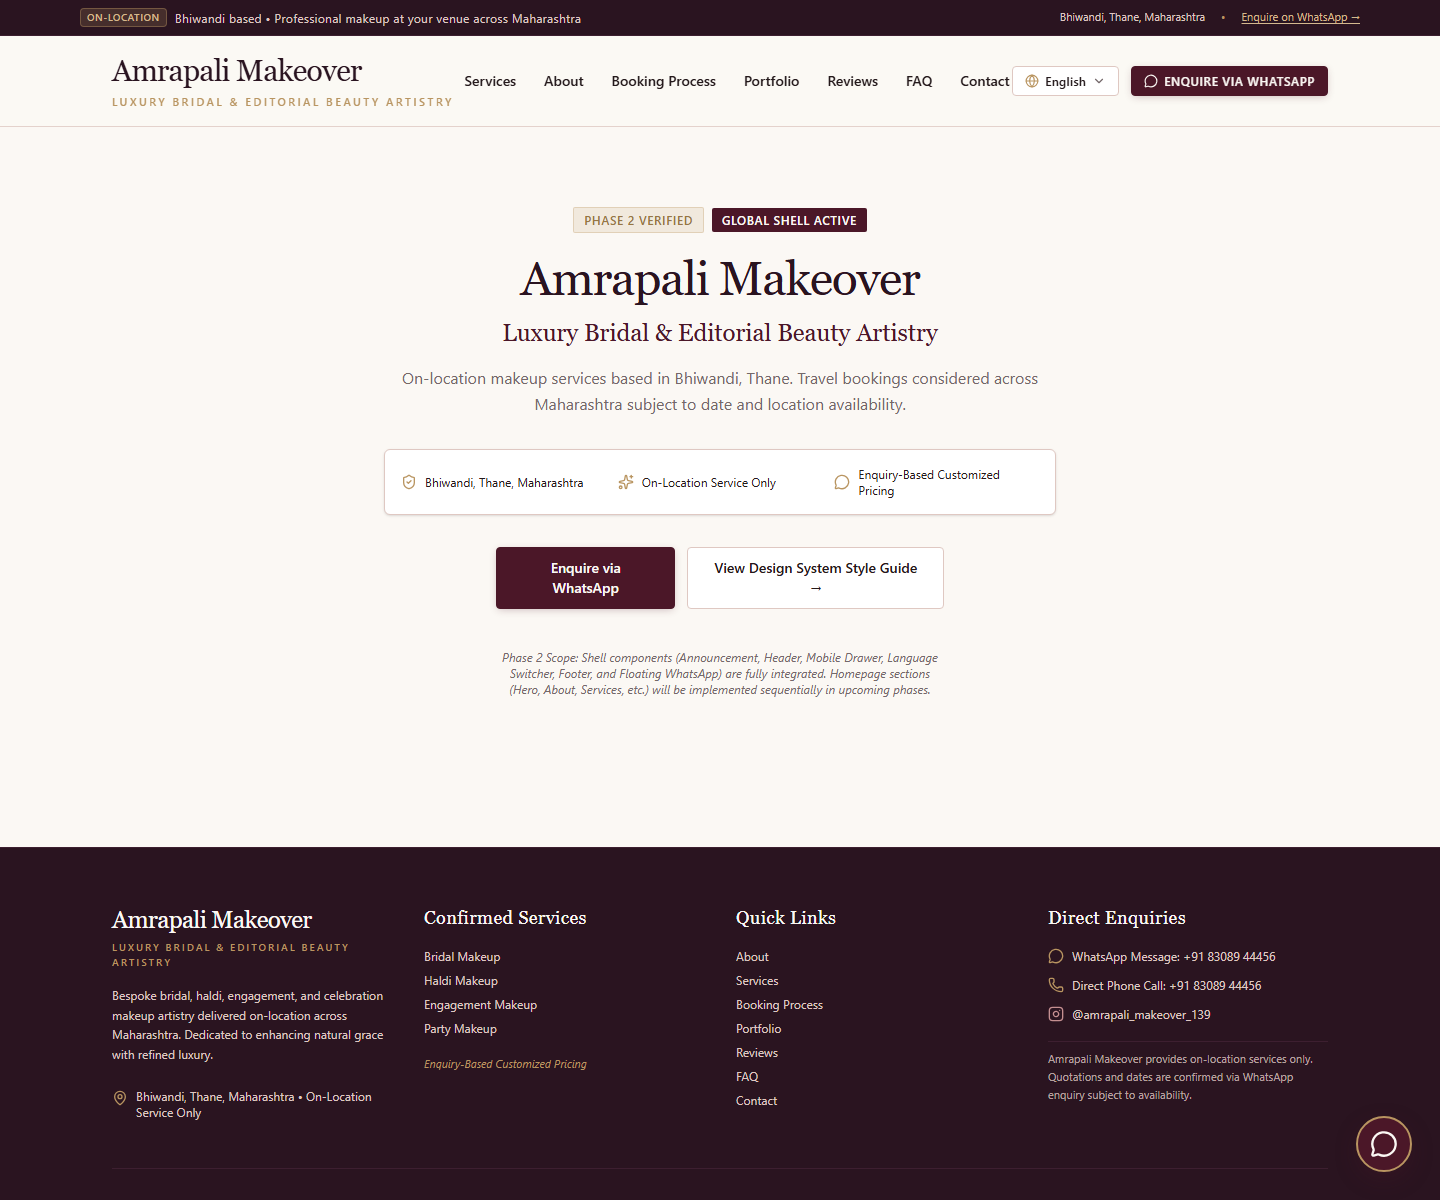 ON-LOCATION Bhiwandi based • Professional makeup at your venue across Maharashtra
Bhiwandi, Thane, Maharashtra • Enquire on WhatsApp →
Amrapali Makeover
LUXURY BRIDAL & EDITORIAL BEAUTY ARTISTRY
Services About Booking Process Portfolio Reviews FAQ Contact
English
ENQUIRE VIA WHATSAPP
PHASE 2 VERIFIED
GLOBAL SHELL ACTIVE
Amrapali Makeover
Luxury Bridal & Editorial Beauty Artistry
On-location makeup services based in Bhiwandi, Thane. Travel bookings considered across
Maharashtra subject to date and location availability.
Bhiwandi, Thane, Maharashtra
On-Location Service Only
Enquiry-Based Customized
Pricing
Enquire via
WhatsApp
View Design System Style Guide
→
Phase 2 Scope: Shell components (Announcement, Header, Mobile Drawer, Language
Switcher, Footer, and Floating WhatsApp) are fully integrated. Homepage sections
(Hero, About, Services, etc.) will be implemented sequentially in upcoming phases.
Amrapali Makeover
LUXURY BRIDAL & EDITORIAL BEAUTY
ARTISTRY
Bespoke bridal, haldi, engagement, and celebration
makeup artistry delivered on-location across
Maharashtra. Dedicated to enhancing natural grace
with refined luxury.
Bhiwandi, Thane, Maharashtra • On-Location
Service Only
Confirmed Services
Bridal Makeup
Haldi Makeup
Engagement Makeup
Party Makeup
Enquiry-Based Customized Pricing
Quick Links
About
Services
Booking Process
Portfolio
Reviews
FAQ
Contact
Direct Enquiries
WhatsApp Message: +91 83089 44456
Direct Phone Call: +91 83089 44456
@amrapali_makeover_139
Amrapali Makeover provides on-location services only.
Quotations and dates are confirmed via WhatsApp
enquiry subject to availability.